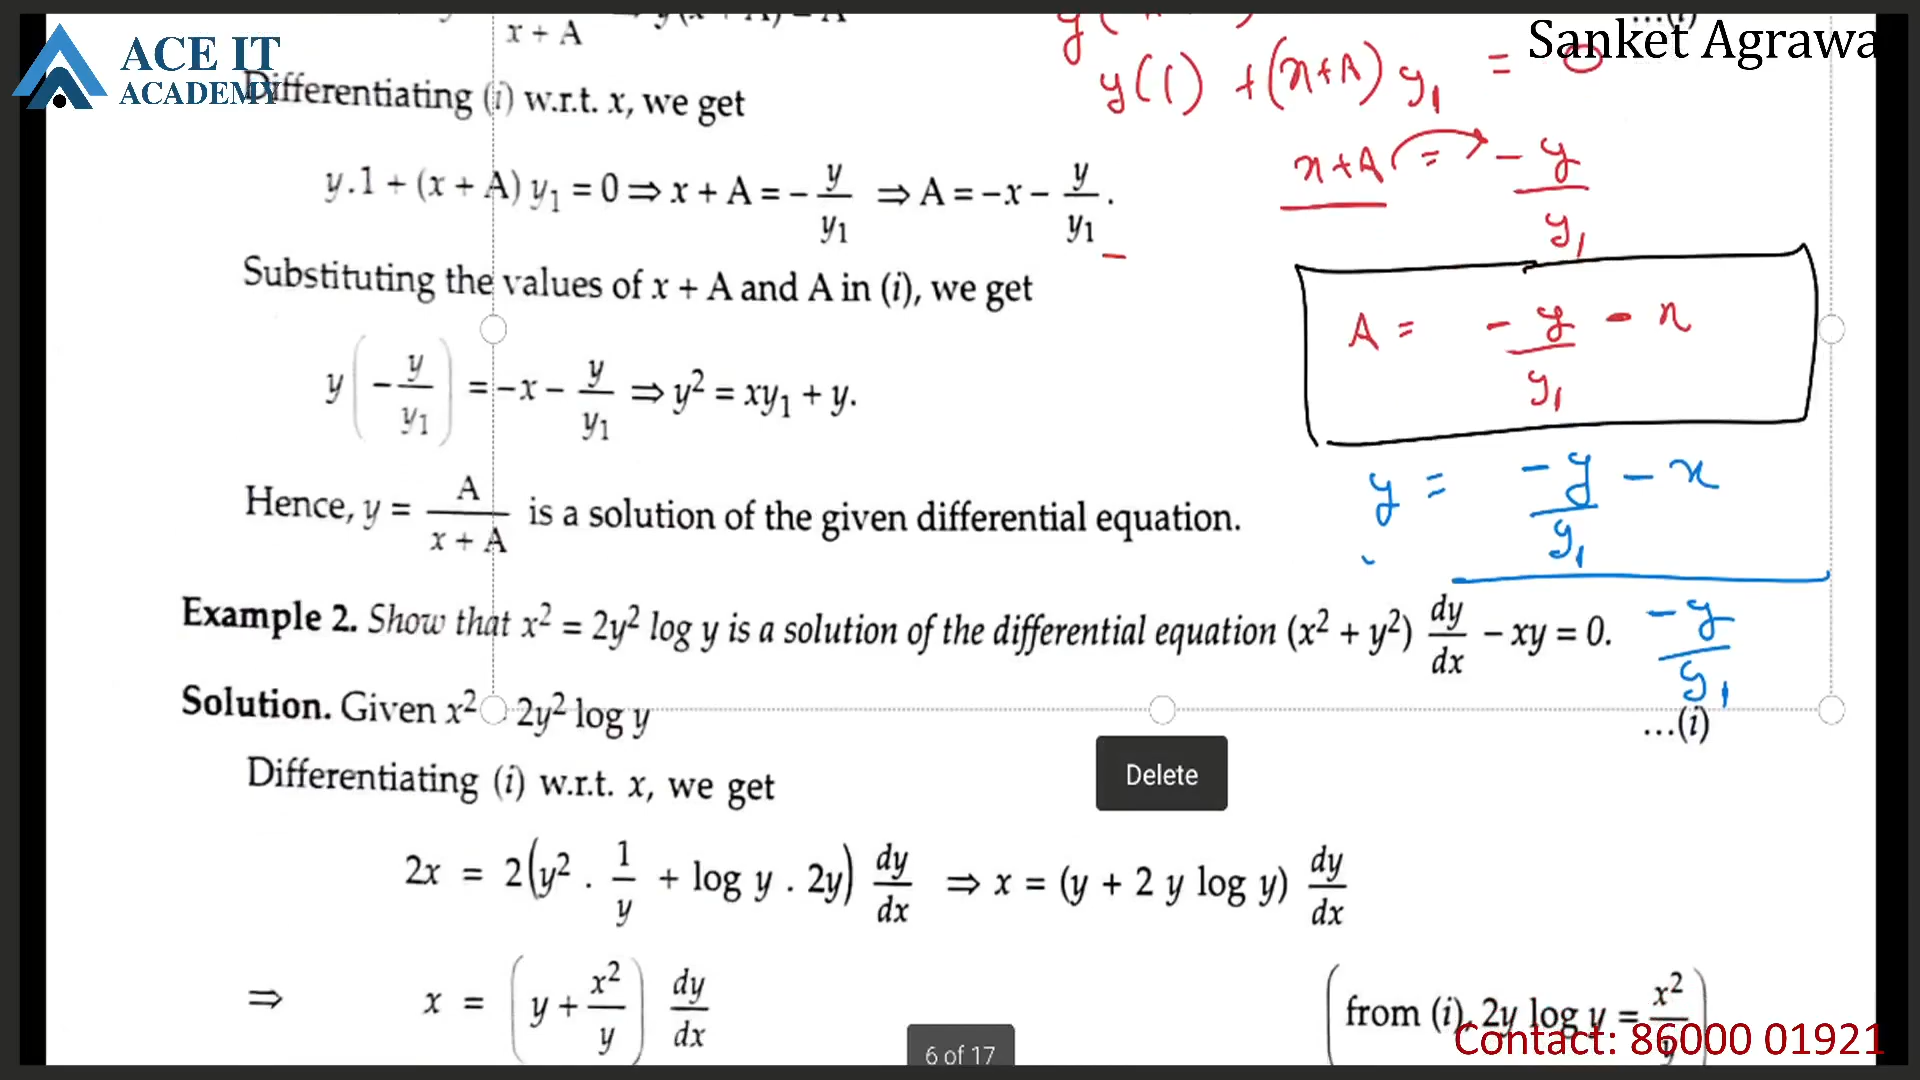 x + A
...(i)
Sanket Agrawa
ACE IT
ACADEMY
y(1) + (x+A) y₁ = 0
Differentiating (i) w.r.t. x, we get
x+A = - y/y₁
y.1 + (x + A) y₁ = 0 ⇒ x + A = - y/y₁ ⇒ A = -x - y/y₁.
Substituting the values of x + A and A in (i), we get
A = - y/y₁ - x
y(- y/y₁) = -x - y/y₁ ⇒ y² = xy₁ + y.
y = -y/y₁ - x
Hence, y = A/(x + A) is a solution of the given differential equation.
Example 2. Show that x² = 2y² log y is a solution of the differential equation (x² + y²) dy/dx - xy = 0.
-y/y₁
Solution. Given x² 2y² log y ...(i)
Delete
Differentiating (i) w.r.t. x, we get
2x = 2(y² . 1/y + log y . 2y) dy/dx ⇒ x = (y + 2 y log y) dy/dx
⇒ x = (y + x²/y) dy/dx (from (i), 2y log y = x²/y)
Contact: 86000 01921
6 of 17